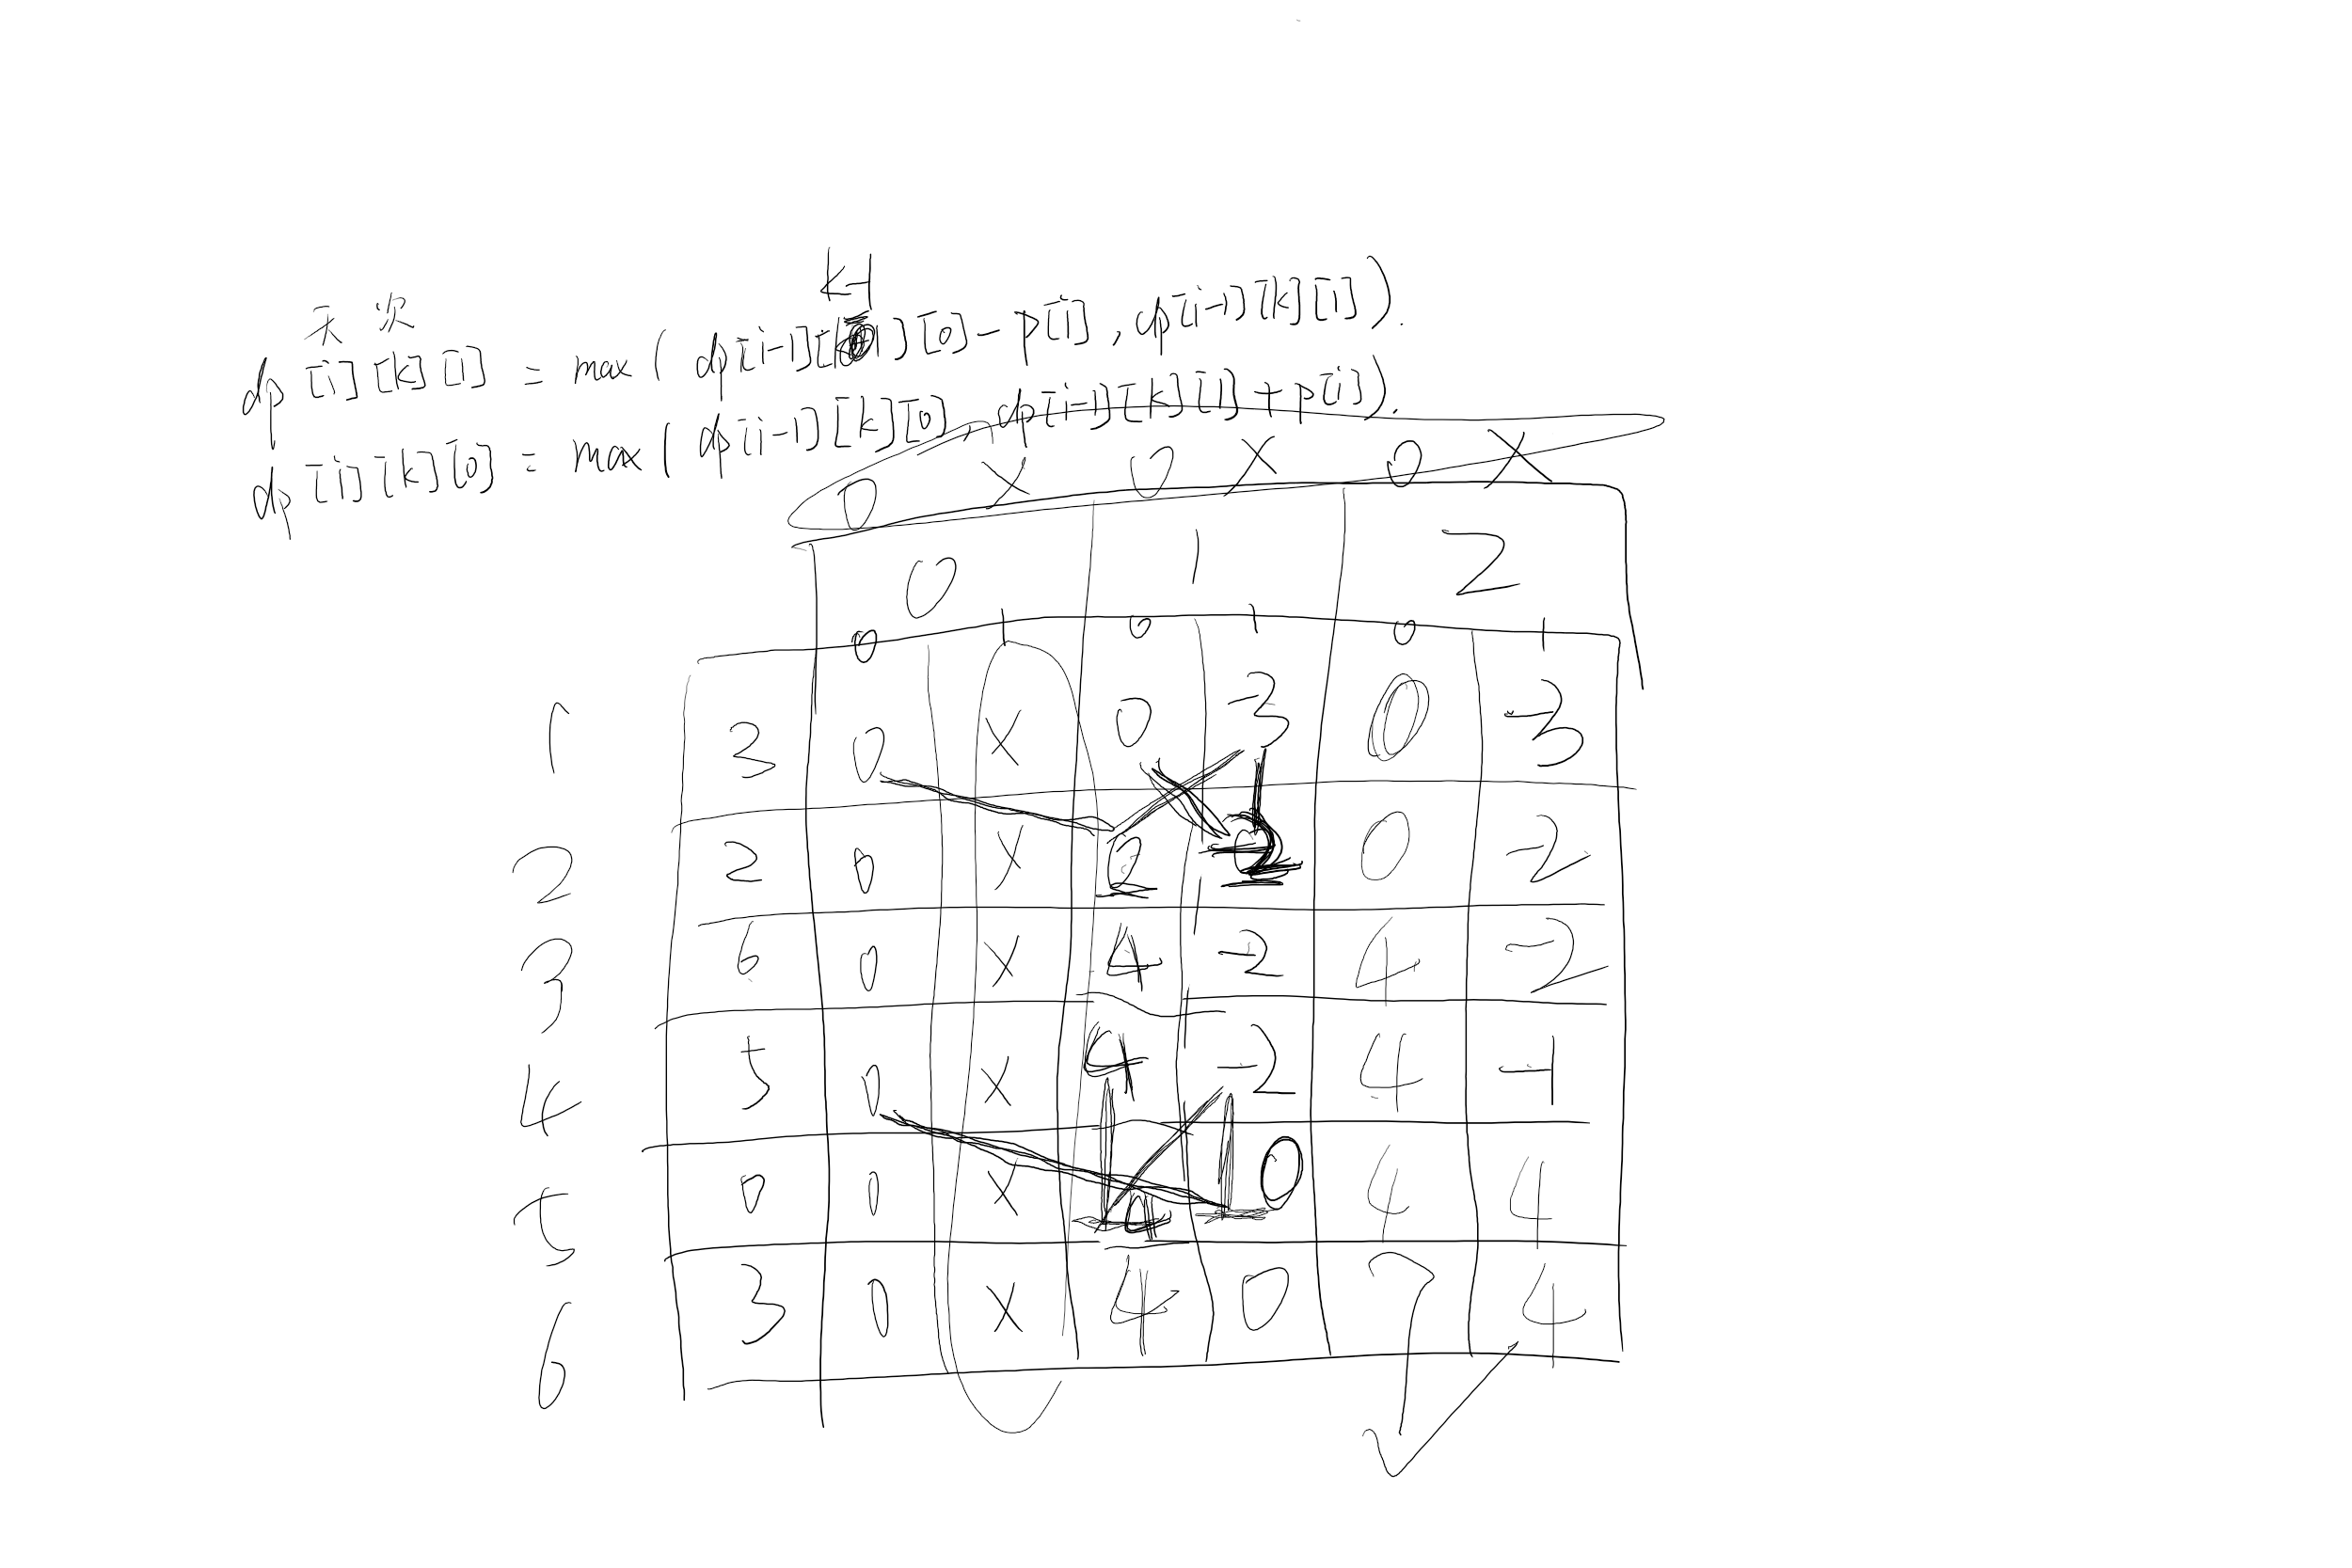 k-1
天 次
dp[i][k][1] = max( dp[i-1][k-1][0] - p[i], dp[i-1][k][1] ).
dp[i][k][0] = max( dp[i-1][k][0], dp[i-1][k][1] + p[i] ).
0 X 0 X 0 X
0 1 2
0 1 0 1 0 1
1 3 0 X 0 -3 0 -3
2 2 0 X 0 -2
3 6 0 X 4 -2 4 -2
4 5 0 X 4 -2 4 -1
5 0 0 X 4 0 4 4
6 3 0 X 4 0 7 4